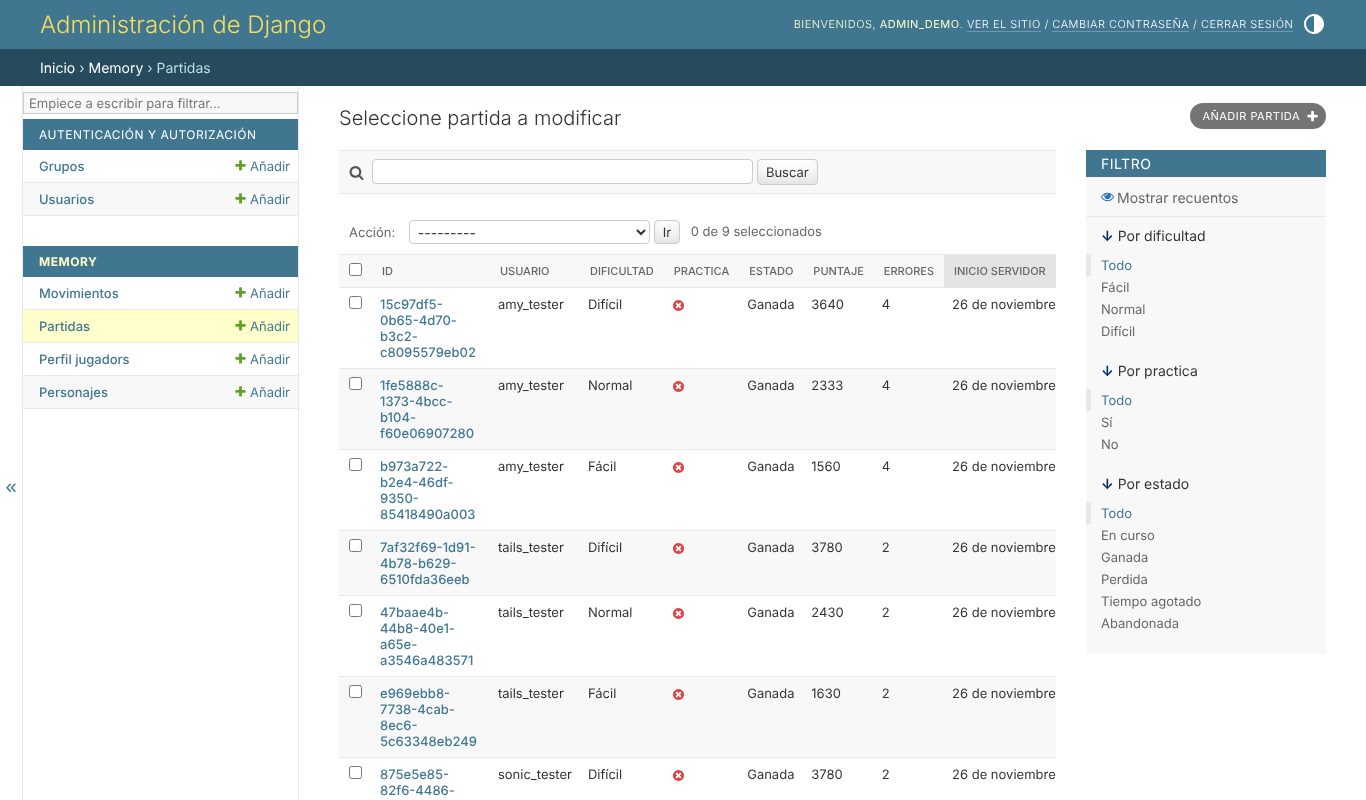 Administración de Django
BIENVENIDOS, ADMIN_DEMO. VER EL SITIO / CAMBIAR CONTRASEÑA / CERRAR SESIÓN
Inicio › Memory › Partidas
Empiece a escribir para filtrar...
AUTENTICACIÓN Y AUTORIZACIÓN
Grupos Añadir
Usuarios Añadir
MEMORY
Movimientos Añadir
Partidas Añadir
Perfil jugadors Añadir
Personajes Añadir
«
Seleccione partida a modificar
AÑADIR PARTIDA
Buscar
Acción: --------- Ir 0 de 9 seleccionados
ID USUARIO DIFICULTAD PRACTICA ESTADO PUNTAJE ERRORES INICIO SERVIDOR
15c97df5- amy_tester Difícil Ganada 3640 4 26 de noviembre
0b65-4d70-
b3c2-
c8095579eb02
1fe5888c- amy_tester Normal Ganada 2333 4 26 de noviembre
1373-4bcc-
b104-
f60e06907280
b973a722- amy_tester Fácil Ganada 1560 4 26 de noviembre
b2e4-46df-
9350-
85418490a003
7af32f69-1d91- tails_tester Difícil Ganada 3780 2 26 de noviembre
4b78-b629-
6510fda36eeb
47baae4b- tails_tester Normal Ganada 2430 2 26 de noviembre
44b8-40e1-
a65e-
a3546a483571
e969ebb8- tails_tester Fácil Ganada 1630 2 26 de noviembre
7738-4cab-
8ec6-
5c63348eb249
875e5e85- sonic_tester Difícil Ganada 3780 2 26 de noviembre
82f6-4486-
FILTRO
Mostrar recuentos
Por dificultad
Todo
Fácil
Normal
Difícil
Por practica
Todo
Sí
No
Por estado
Todo
En curso
Ganada
Perdida
Tiempo agotado
Abandonada